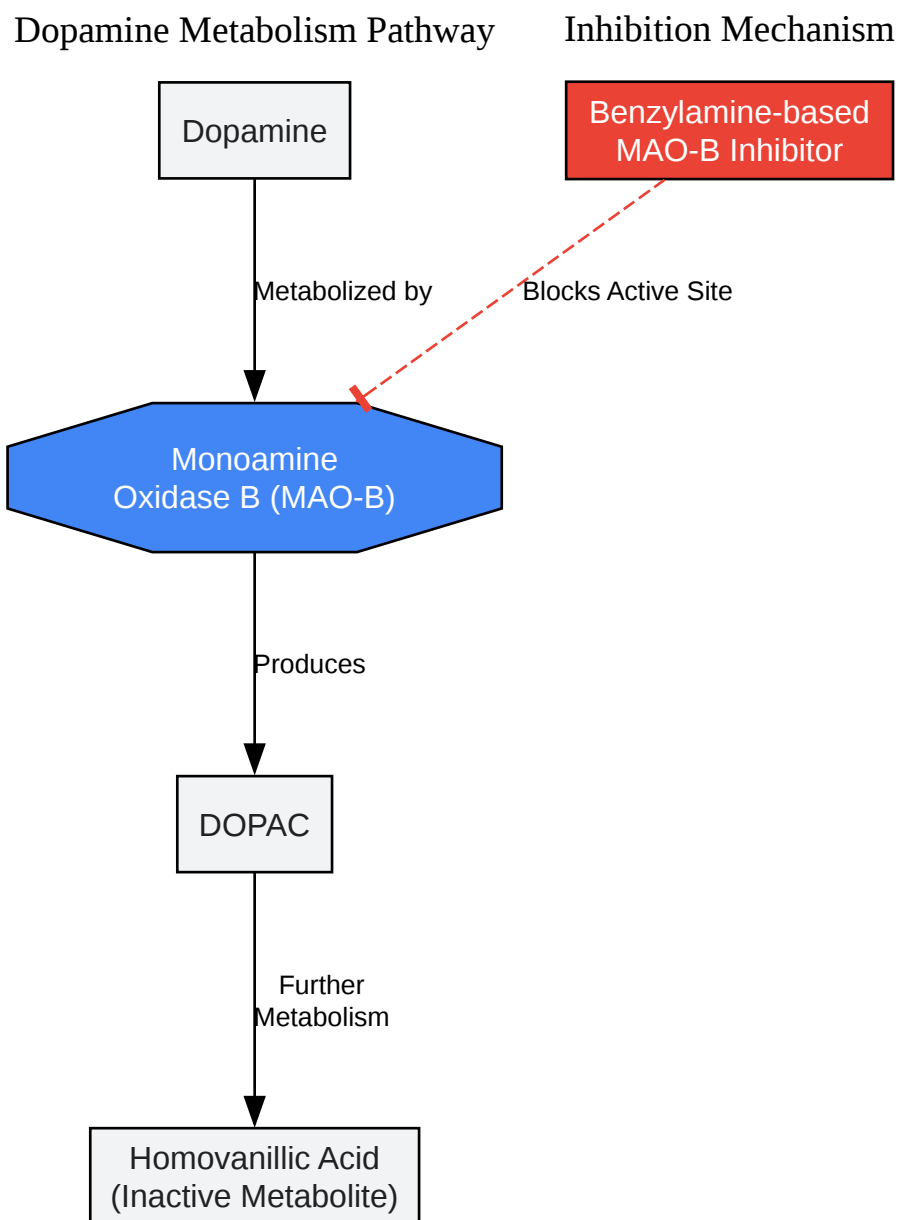 Dopamine Metabolism Pathway
Inhibition Mechanism
Dopamine
Benzylamine-based
MAO-B Inhibitor
Metabolized by
Blocks Active Site
Monoamine
Oxidase B (MAO-B)
Produces
DOPAC
Further
Metabolism
Homovanillic Acid
(Inactive Metabolite)